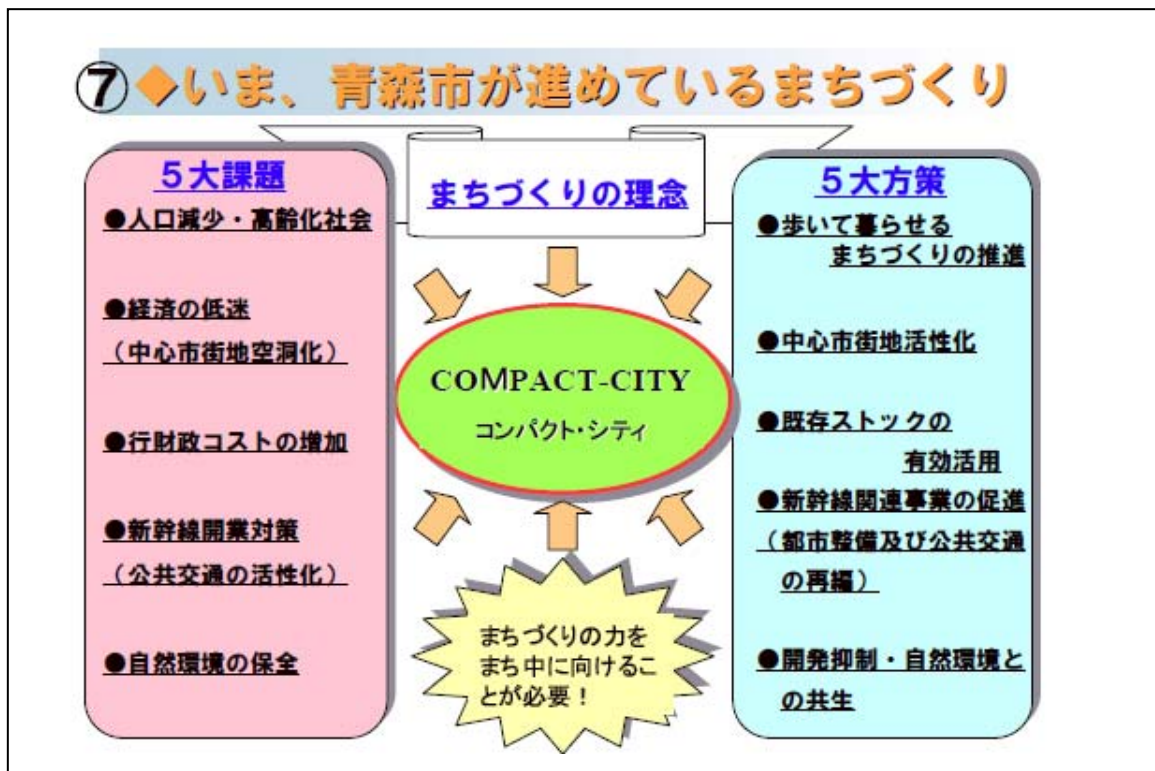 ⑦◆いま、青森市が進めているまちづくり
5大課題
●人口減少・高齢化社会
●経済の低迷
（中心市街地空洞化）
●行財政コストの増加
●新幹線開業対策
（公共交通の活性化）
●自然環境の保全
まちづくりの理念
COMPACT-CITY
コンパクト・シティ
まちづくりの力を
まち中に向けるこ
とが必要！
5大方策
●歩いて暮らせる
まちづくりの推進
●中心市街地活性化
●既存ストックの
有効活用
●新幹線関連事業の促進
（都市整備及び公共交通
の再編）
●開発抑制・自然環境と
の共生